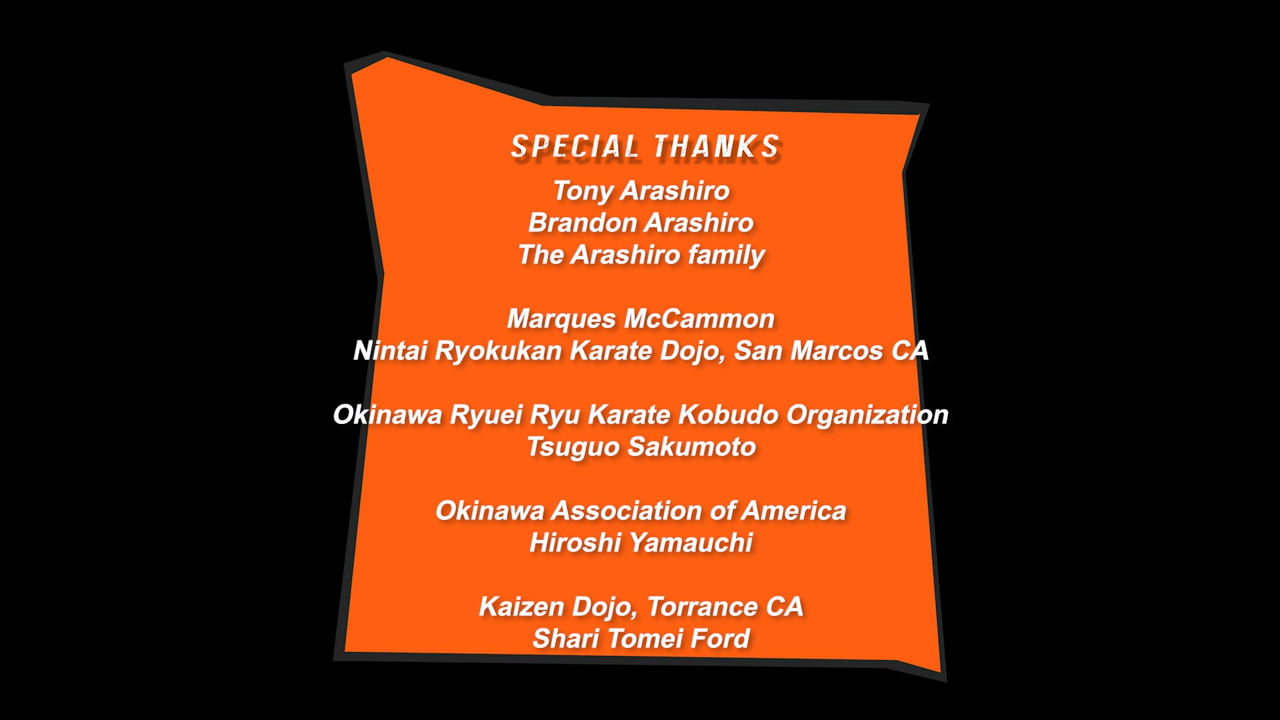 SPECIAL THANKS
Tony Arashiro
Brandon Arashiro
The Arashiro family
Marques McCammon
Nintai Ryokukan Karate Dojo, San Marcos CA
Okinawa Ryuei Ryu Karate Kobudo Organization
Tsuguo Sakumoto
Okinawa Association of America
Hiroshi Yamauchi
Kaizen Dojo, Torrance CA
Shari Tomei Ford